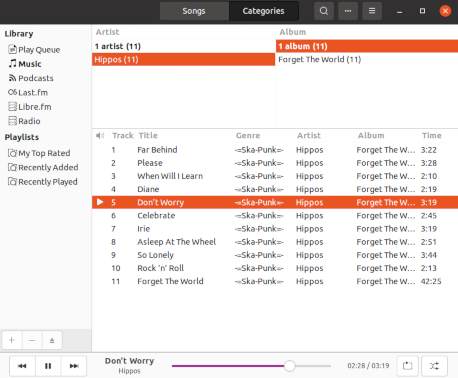 Songs Categories
Library
Play Queue
Music
Podcasts
Last.fm
Libre.fm
Radio
Playlists
My Top Rated
Recently Added
Recently Played
Artist Album
1 artist (11) 1 album (11)
Hippos (11) Forget The World (11)
Track Title Genre Artist Album Time
1 Far Behind -=Ska-Punk=- Hippos Forget The W... 3:22
2 Please -=Ska-Punk=- Hippos Forget The W... 3:28
3 When Will I Learn -=Ska-Punk=- Hippos Forget The W... 2:10
4 Diane -=Ska-Punk=- Hippos Forget The W... 2:19
5 Don't Worry -=Ska-Punk=- Hippos Forget The W... 3:19
6 Celebrate -=Ska-Punk=- Hippos Forget The W... 2:45
7 Irie -=Ska-Punk=- Hippos Forget The W... 3:19
8 Asleep At The Wheel -=Ska-Punk=- Hippos Forget The W... 2:51
9 So Lonely -=Ska-Punk=- Hippos Forget The W... 3:44
10 Rock 'n' Roll -=Ska-Punk=- Hippos Forget The W... 2:13
11 Forget The World -=Ska-Punk=- Hippos Forget The W... 42:25
Don't Worry
Hippos
02:28 / 03:19